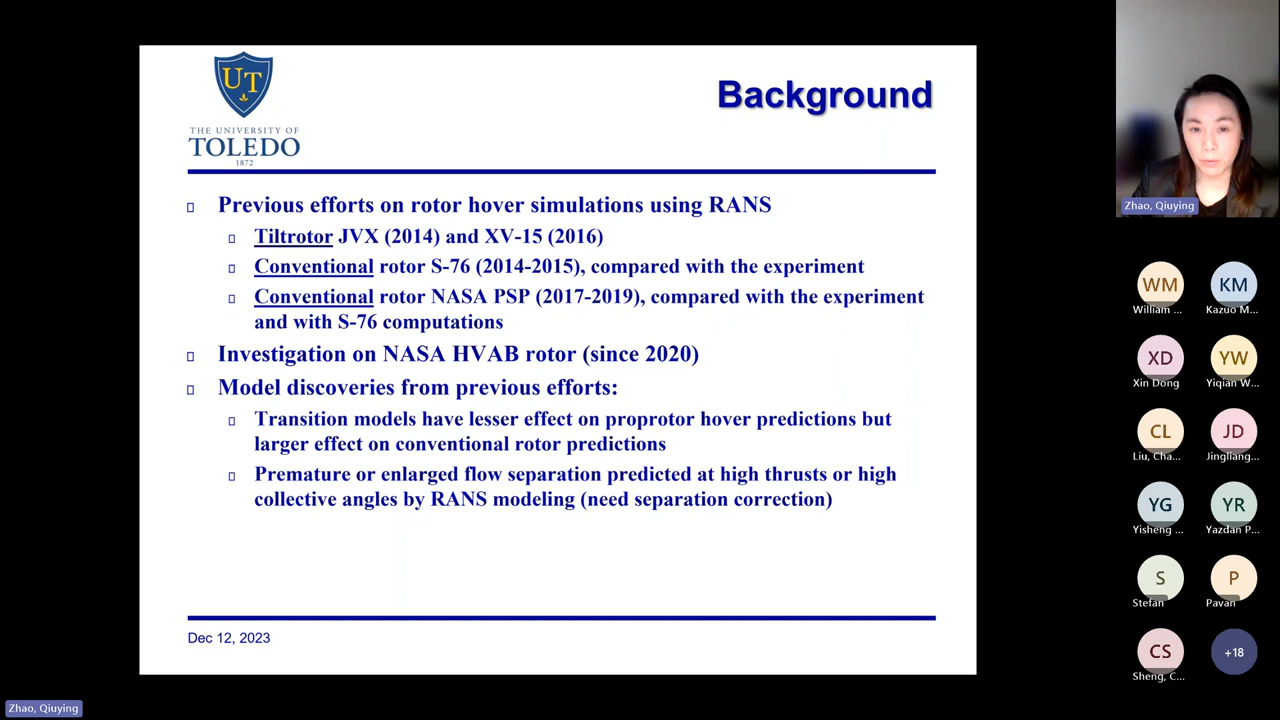 UT
THE UNIVERSITY OF
TOLEDO
1872
Background
Previous efforts on rotor hover simulations using RANS
Tiltrotor JVX (2014) and XV-15 (2016)
Conventional rotor S-76 (2014-2015), compared with the experiment
Conventional rotor NASA PSP (2017-2019), compared with the experiment
and with S-76 computations
Investigation on NASA HVAB rotor (since 2020)
Model discoveries from previous efforts:
Transition models have lesser effect on proprotor hover predictions but
larger effect on conventional rotor predictions
Premature or enlarged flow separation predicted at high thrusts or high
collective angles by RANS modeling (need separation correction)
Dec 12, 2023
Zhao, Qiuying
WM
William ...
KM
Kazuo M...
XD
Xin Dong
YW
Yiqian W...
CL
Liu, Cha...
JD
Jingliang...
YG
Yisheng ...
YR
Yazdan P...
S
Stefan
P
Pavan
CS
Sheng, C...
+18
Zhao, Qiuying